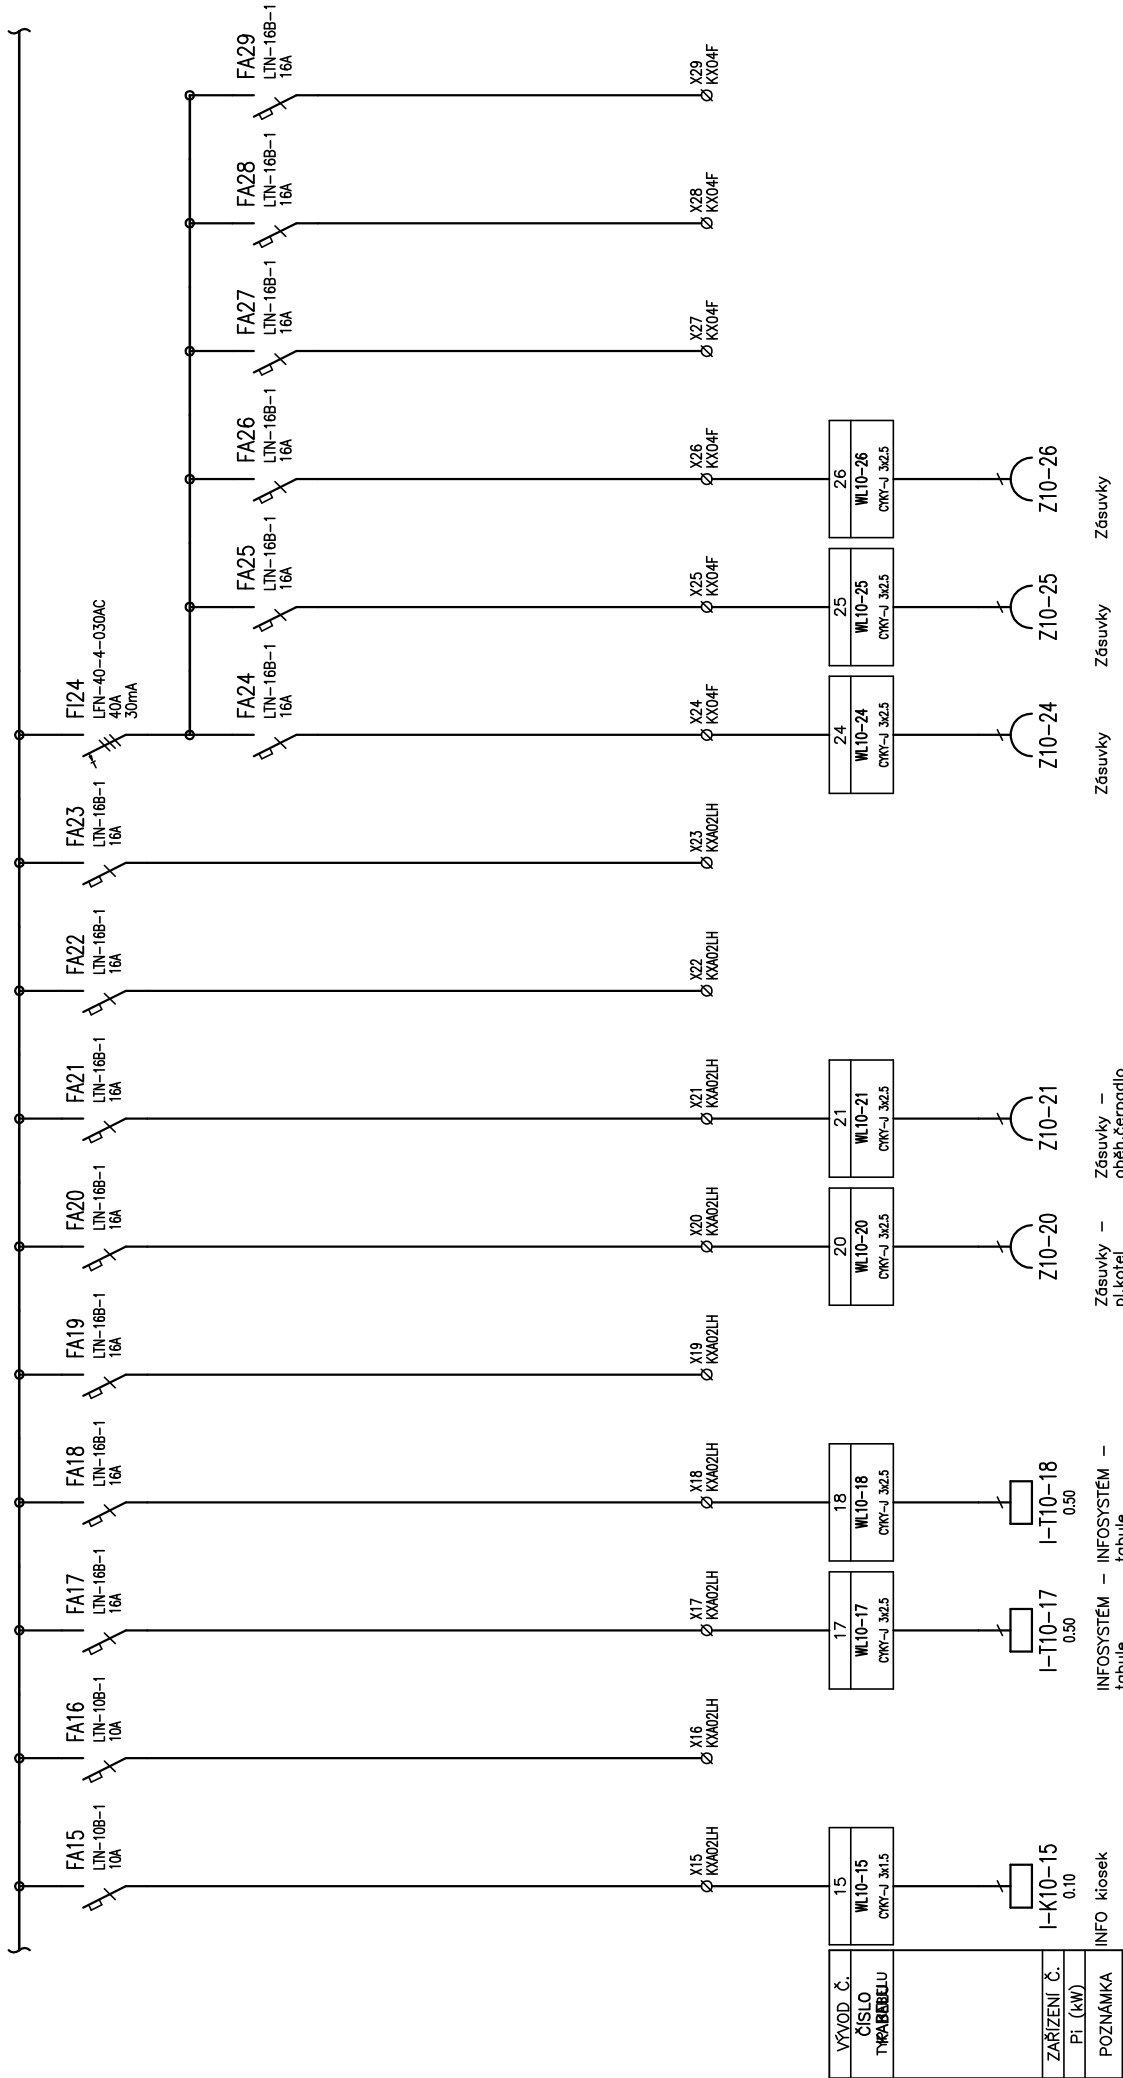 FA15
LTN-10B-1
10A
FA16
LTN-10B-1
10A
FA17
LTN-16B-1
16A
FA18
LTN-16B-1
16A
FA19
LTN-16B-1
16A
FA20
LTN-16B-1
16A
FA21
LTN-16B-1
16A
FA22
LTN-16B-1
16A
FA23
LTN-16B-1
16A
FI24
LFN-40-4-030AC
40A
30mA
FA24
LTN-16B-1
16A
FA25
LTN-16B-1
16A
FA26
LTN-16B-1
16A
FA27
LTN-16B-1
16A
FA28
LTN-16B-1
16A
FA29
LTN-16B-1
16A
X15
KXA02LH
X16
KXA02LH
X17
KXA02LH
X18
KXA02LH
X19
KXA02LH
X20
KXA02LH
X21
KXA02LH
X22
KXA02LH
X23
KXA02LH
X24
KX04F
X25
KX04F
X26
KX04F
X27
KX04F
X28
KX04F
X29
KX04F
VÝVOD Č.
ČÍSLO
ZAŘÍZENÍ Č.
Pi (kW)
POZNÁMKA
15
WL10-15
CYKY-J 3x1.5
I-K10-15
0.10
INFO kiosek
17
WL10-17
CYKY-J 3x2.5
I-T10-17
0.50
INFOSYSTÉM -
tabule
18
WL10-18
CYKY-J 3x2.5
I-T10-18
0.50
INFOSYSTÉM -
tabule
20
WL10-20
CYKY-J 3x2.5
Z10-20
Zásuvky -
pl.kotel
21
WL10-21
CYKY-J 3x2.5
Z10-21
Zásuvky -
oběh.čerpadlo
24
WL10-24
CYKY-J 3x2.5
Z10-24
Zásuvky
25
WL10-25
CYKY-J 3x2.5
Z10-25
Zásuvky
26
WL10-26
CYKY-J 3x2.5
Z10-26
Zásuvky